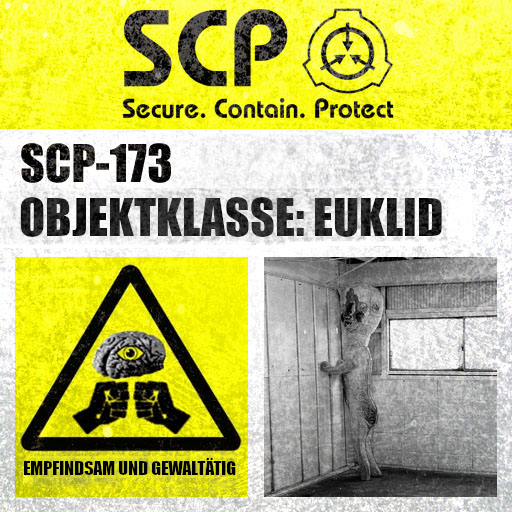 SCP
Secure. Contain. Protect
SCP-173
OBJEKTKLASSE: EUKLID
EMPFINDSAM UND GEWALTÄTIG